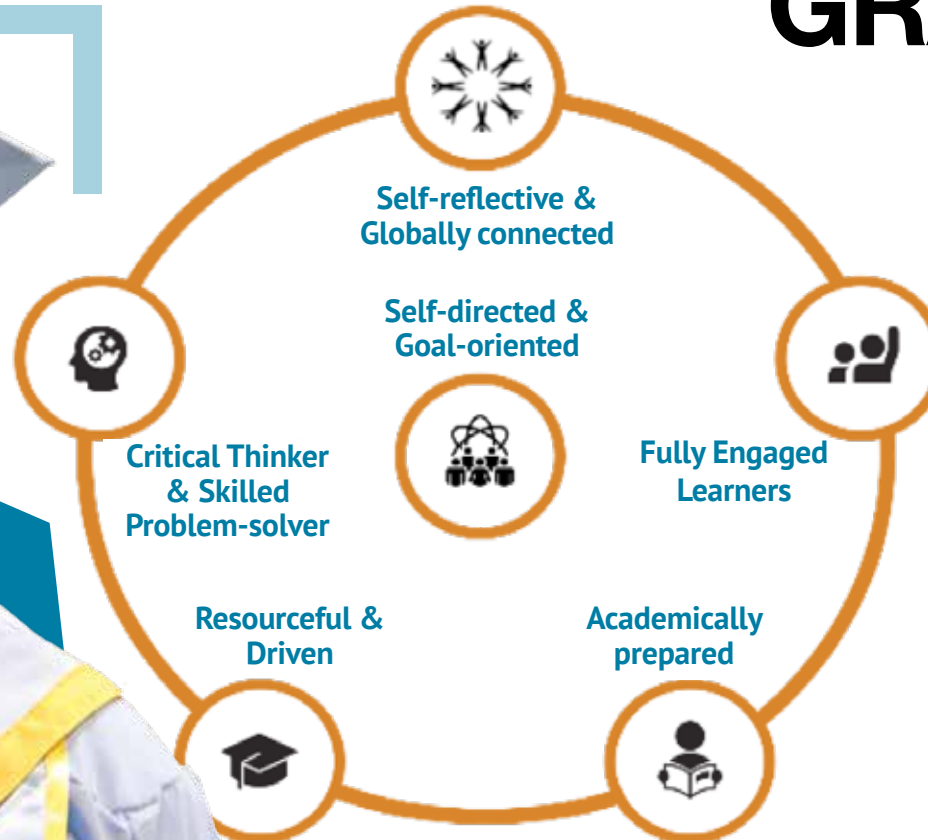 GRA
Self-reflective &
Globally connected
Self-directed &
Goal-oriented
Critical Thinker
& Skilled
Problem-solver
Fully Engaged
Learners
Resourceful &
Driven
Academically
prepared